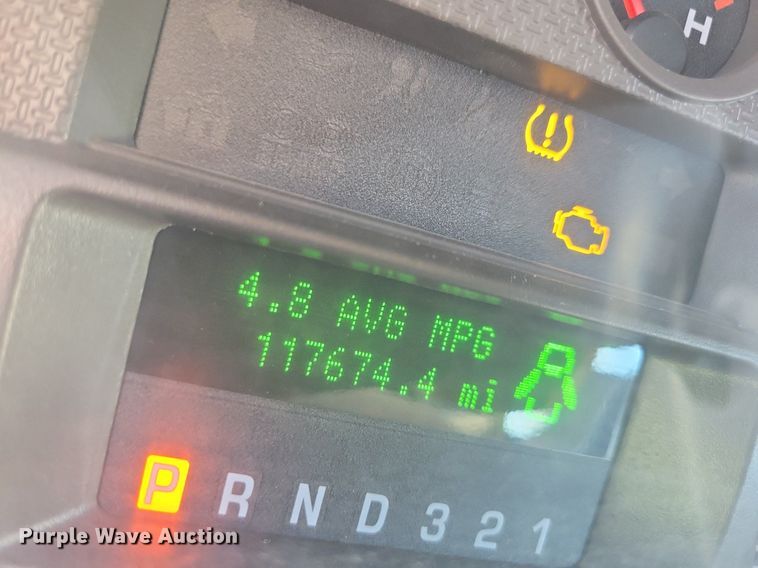 H
4.8 AVG MPG
117674.4 mi
P R N D 3 2 1
Purple Wave Auction